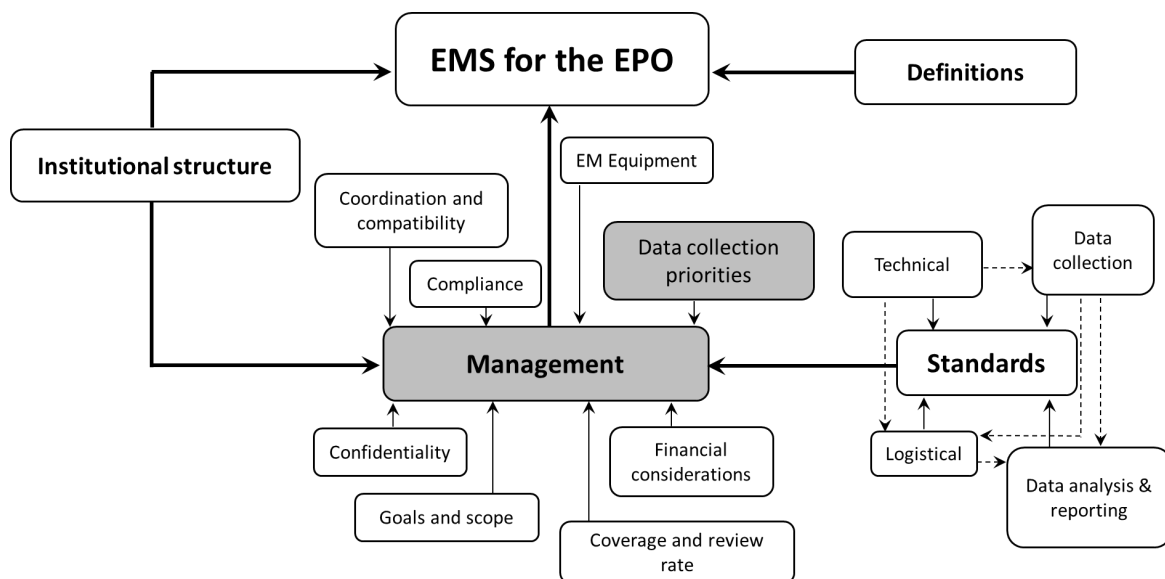 EMS for the EPO
Definitions
Institutional structure
EM Equipment
Coordination and
compatibility
Data collection
priorities
Technical
Data
collection
Compliance
Management
Standards
Confidentiality
Financial
considerations
Logistical
Goals and scope
Data analysis &
reporting
Coverage and review
rate